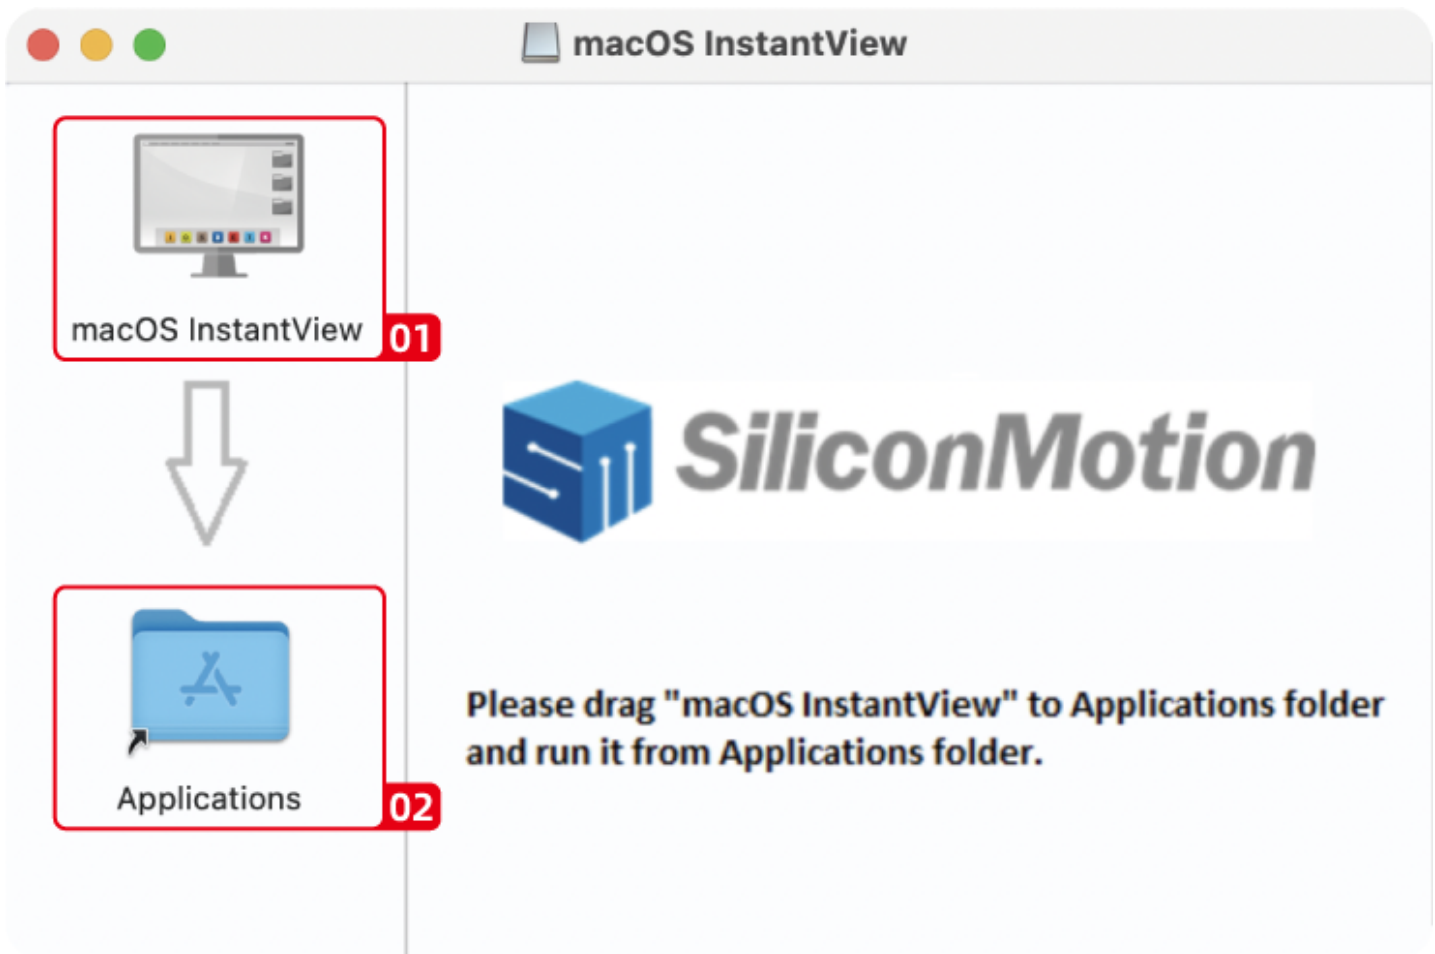 macOS InstantView
macOS InstantView
01
SiliconMotion
Please drag "macOS InstantView" to Applications folder
and run it from Applications folder.
Applications
02